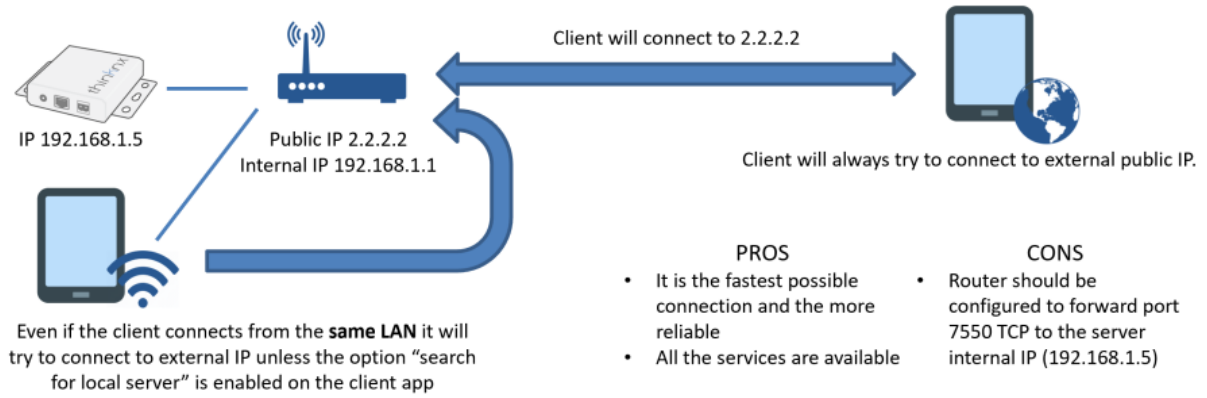 Client will connect to 2.2.2.2
thinknx
IP 192.168.1.5
Public IP 2.2.2.2
Internal IP 192.168.1.1
Client will always try to connect to external public IP.
Even if the client connects from the same LAN it will
try to connect to external IP unless the option “search
for local server” is enabled on the client app
PROS
• It is the fastest possible
connection and the more
reliable
• All the services are available
CONS
• Router should be
configured to forward port
7550 TCP to the server
internal IP (192.168.1.5)